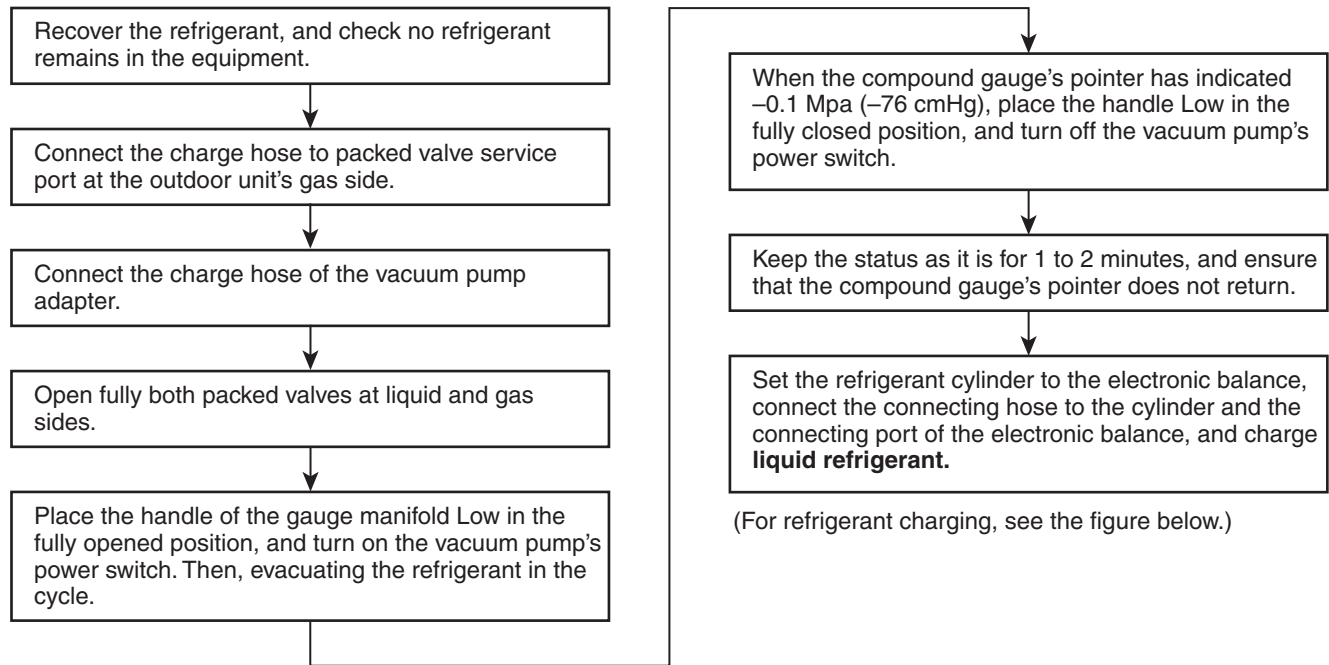 Recover the refrigerant, and check no refrigerant
remains in the equipment.
Connect the charge hose to packed valve service
port at the outdoor unit's gas side.
Connect the charge hose of the vacuum pump
adapter.
Open fully both packed valves at liquid and gas
sides.
Place the handle of the gauge manifold Low in the
fully opened position, and turn on the vacuum pump's
power switch. Then, evacuating the refrigerant in the
cycle.
When the compound gauge's pointer has indicated
–0.1 Mpa (–76 cmHg), place the handle Low in the
fully closed position, and turn off the vacuum pump's
power switch.
Keep the status as it is for 1 to 2 minutes, and ensure
that the compound gauge's pointer does not return.
Set the refrigerant cylinder to the electronic balance,
connect the connecting hose to the cylinder and the
connecting port of the electronic balance, and charge
liquid refrigerant.
(For refrigerant charging, see the figure below.)